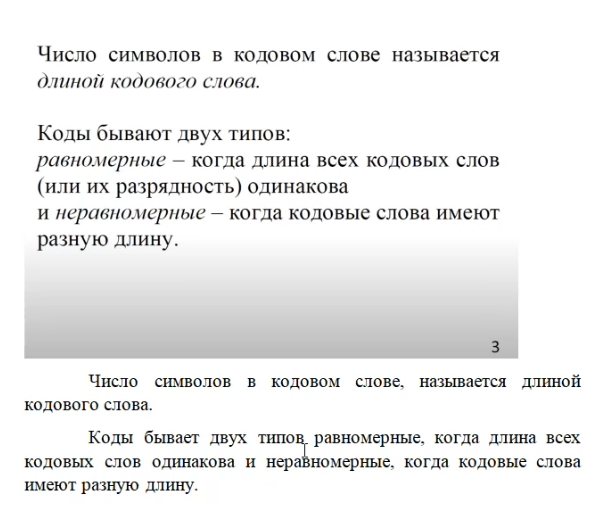 Число символов в кодовом слове называется
длиной кодового слова.
Коды бывают двух типов:
равномерные – когда длина всех кодовых слов
(или их разрядность) одинакова
и неравномерные – когда кодовые слова имеют
разную длину.
3
Число символов в кодовом слове, называется длиной
кодового слова.
Коды бывает двух типов равномерные, когда длина всех
кодовых слов одинакова и неравномерные, когда кодовые слова
имеют разную длину.